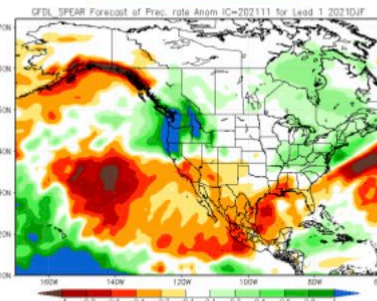 GFDL_SPEAR Forecast of Prec. rate Anom IC=202111 for Lead 1 2021DJF
70N
60N
50N
40N
30N
20N
10N
160W 140W 120W 100W 80W